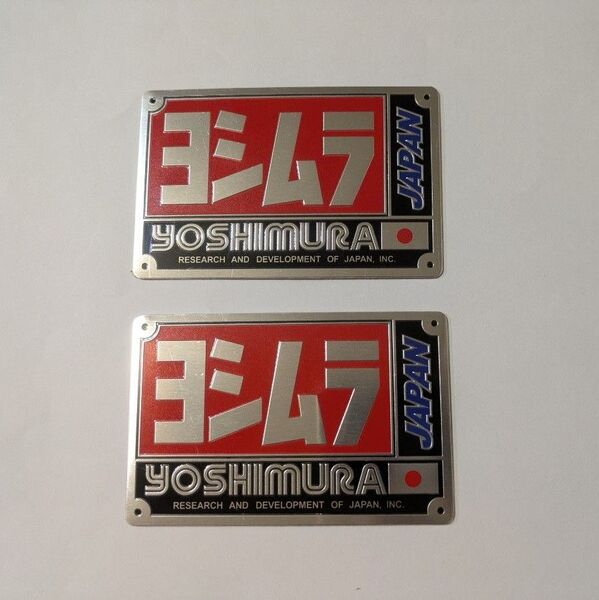 ヨシムラ
JAPAN
YOSHIMURA
RESEARCH AND DEVELOPMENT OF JAPAN, INC.
ヨシムラ
JAPAN
YOSHIMURA
RESEARCH AND DEVELOPMENT OF JAPAN, INC.